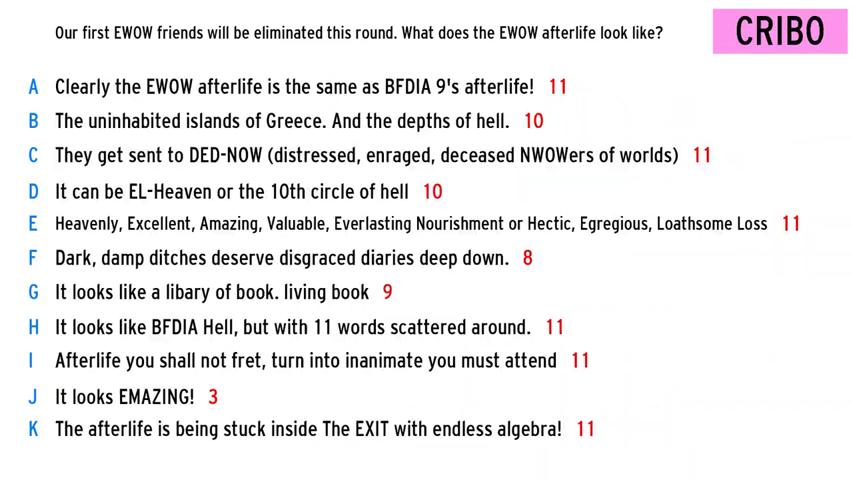 Our first EWOW friends will be eliminated this round. What does the EWOW afterlife look like?
CRIBO
A Clearly the EWOW afterlife is the same as BFDIA 9's afterlife! 11
B The uninhabited islands of Greece. And the depths of hell. 10
C They get sent to DED-NOW (distressed, enraged, deceased NWOWers of worlds) 11
D It can be EL-Heaven or the 10th circle of hell 10
E Heavenly, Excellent, Amazing, Valuable, Everlasting Nourishment or Hectic, Egregious, Loathsome Loss 11
F Dark, damp ditches deserve disgraced diaries deep down. 8
G It looks like a libary of book. living book 9
H It looks like BFDIA Hell, but with 11 words scattered around. 11
I Afterlife you shall not fret, turn into inanimate you must attend 11
J It looks EMAZING! 3
K The afterlife is being stuck inside The EXIT with endless algebra! 11